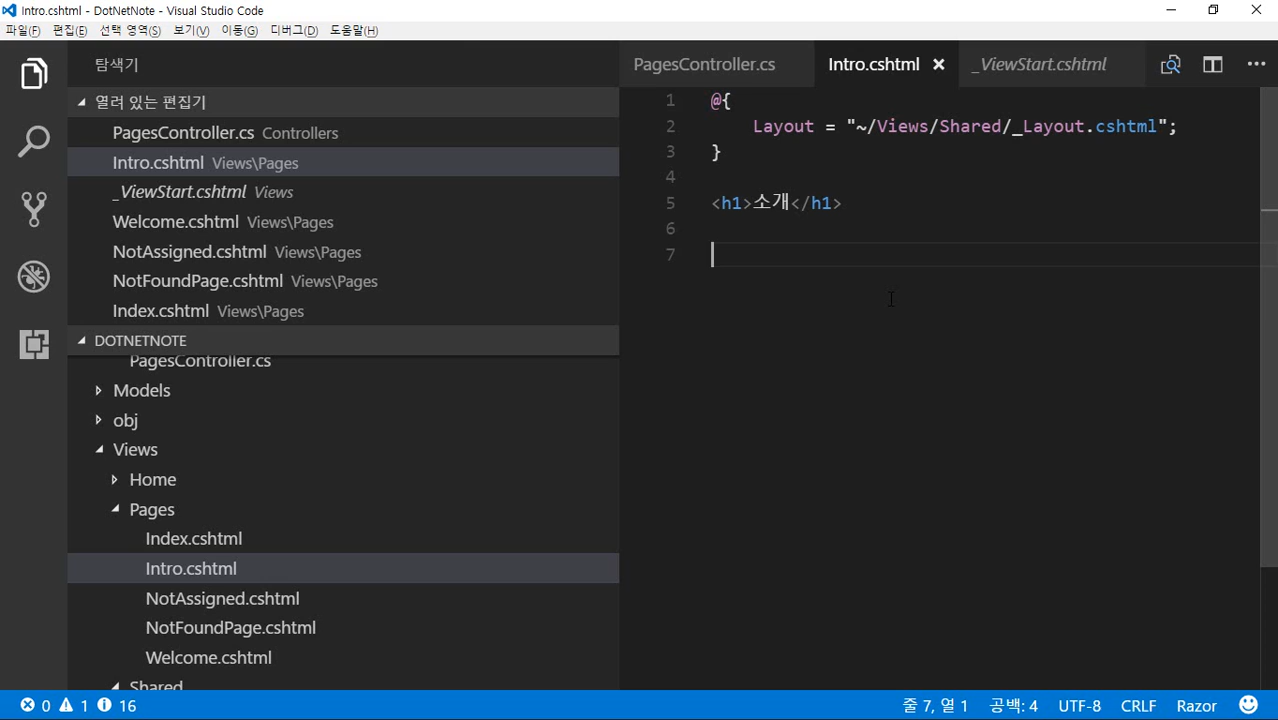 Intro.cshtml - DotNetNote - Visual Studio Code
파일(F) 편집(E) 선택 영역(S) 보기(V) 이동(G) 디버그(D) 도움말(H)
탐색기
열려 있는 편집기
PagesController.cs Controllers
Intro.cshtml Views\Pages
_ViewStart.cshtml Views
Welcome.cshtml Views\Pages
NotAssigned.cshtml Views\Pages
NotFoundPage.cshtml Views\Pages
Index.cshtml Views\Pages
DOTNETNOTE
PagesController.cs
Models
obj
Views
Home
Pages
Index.cshtml
Intro.cshtml
NotAssigned.cshtml
NotFoundPage.cshtml
Welcome.cshtml
Shared
PagesController.cs Intro.cshtml _ViewStart.cshtml
1 @{
2 Layout = "~/Views/Shared/_Layout.cshtml";
3 }
4
5 <h1>소개</h1>
6
7
0 1 16 줄 7, 열 1 공백: 4 UTF-8 CRLF Razor